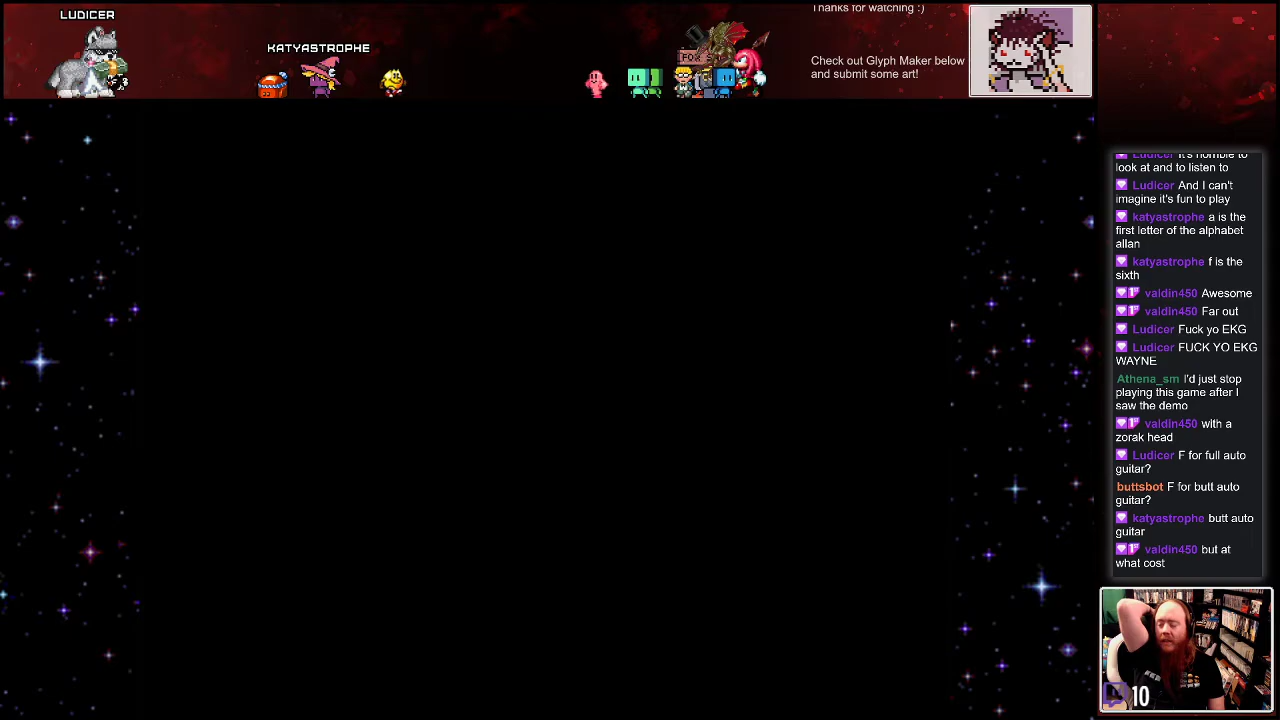 LUDICER
KATYASTROPHE
Thanks for watching :)
Check out Glyph Maker below
and submit some art!
Ludicer It's horrible to
look at and to listen to
Ludicer And I can't
imagine it's fun to play
katyastrophe a is the
first letter of the alphabet
allan
katyastrophe f is the
sixth
valdin450 Awesome
valdin450 Far out
Ludicer Fuck yo EKG
Ludicer FUCK YO EKG
WAYNE
Athena_sm I'd just stop
playing this game after I
saw the demo
valdin450 with a
zorak head
Ludicer F for full auto
guitar?
buttsbot F for butt auto
guitar?
katyastrophe butt auto
guitar
valdin450 but at
what cost
10